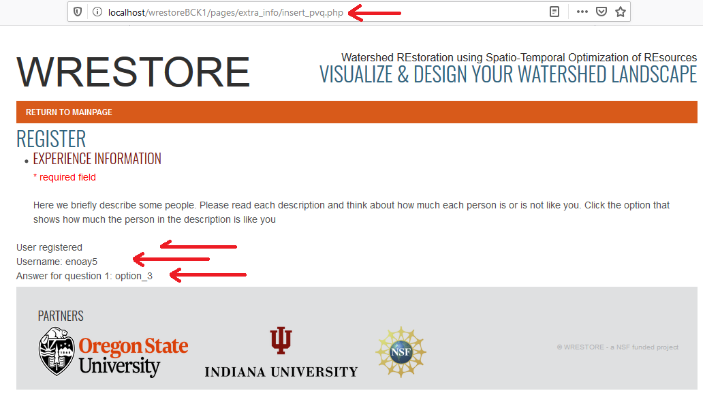 localhost/wrestoreBCK1/pages/extra_info/insert_pvq.php
WRESTORE
Watershed REstoration using Spatio-Temporal Optimization of REsources
VISUALIZE & DESIGN YOUR WATERSHED LANDSCAPE
RETURN TO MAINPAGE
REGISTER
EXPERIENCE INFORMATION
* required field
Here we briefly describe some people. Please read each description and think about how much each person is or is not like you. Click the option that
shows how much the person in the description is like you
User registered
Username: enoay5
Answer for question 1: option_3
PARTNERS
Oregon State
University
INDIANA UNIVERSITY
NSF
© WRESTORE - a NSF funded project